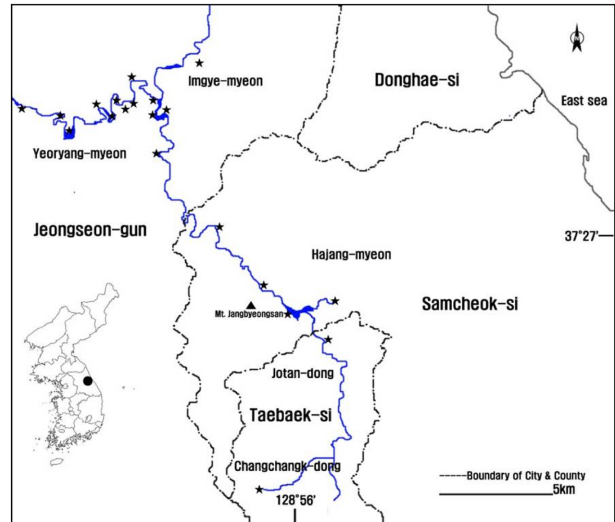 Imgye-myeon
Donghae-si
East sea
Yeoryang-myeon
Jeongseon-gun
37°27'
Hajang-myeon
Mt. Jangbyeongsan
Samcheok-si
Jotan-dong
Taebaek-si
Changchangk-dong
Boundary of City & County
5km
128°56'